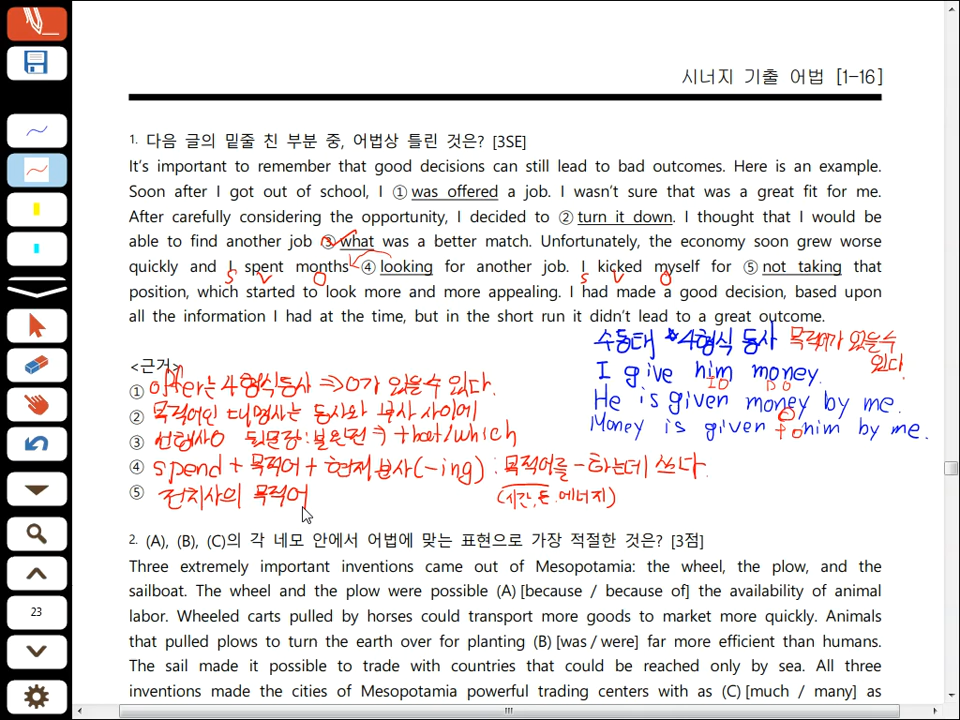 시너지 기출 어법 [1-16]
1. 다음 글의 밑줄 친 부분 중, 어법상 틀린 것은? [3SE]
It's important to remember that good decisions can still lead to bad outcomes. Here is an example.
Soon after I got out of school, I ① was offered a job. I wasn't sure that was a great fit for me.
After carefully considering the opportunity, I decided to ② turn it down. I thought that I would be
able to find another job ③ what was a better match. Unfortunately, the economy soon grew worse
quickly and I spent months ④ looking for another job. I kicked myself for ⑤ not taking that
S V O S V O
position, which started to look more and more appealing. I had made a good decision, based upon
all the information I had at the time, but in the short run it didn't lead to a great outcome.
수동태 4형식 동사 목적어가 있을수 있다.
<근거>
I give him money.
IO DO
① offer는 4형식동사 => O가 있을수 있다.
He is given money by me.
O
② 목적어인 대명사는 동사와 부사 사이에
Money is given to him by me.
③ 선행사O 뒷문장:불완전 → that/which
④ spend + 목적어 + 현재분사(-ing) : 목적어를 -하는데 쓰다.
(시간, 돈, 에너지)
⑤ 전치사의 목적어
2. (A), (B), (C)의 각 네모 안에서 어법에 맞는 표현으로 가장 적절한 것은? [3점]
Three extremely important inventions came out of Mesopotamia: the wheel, the plow, and the
sailboat. The wheel and the plow were possible (A) [because / because of] the availability of animal
labor. Wheeled carts pulled by horses could transport more goods to market more quickly. Animals
that pulled plows to turn the earth over for planting (B) [was / were] far more efficient than humans.
The sail made it possible to trade with countries that could be reached only by sea. All three
inventions made the cities of Mesopotamia powerful trading centers with as (C) [much / many] as
23